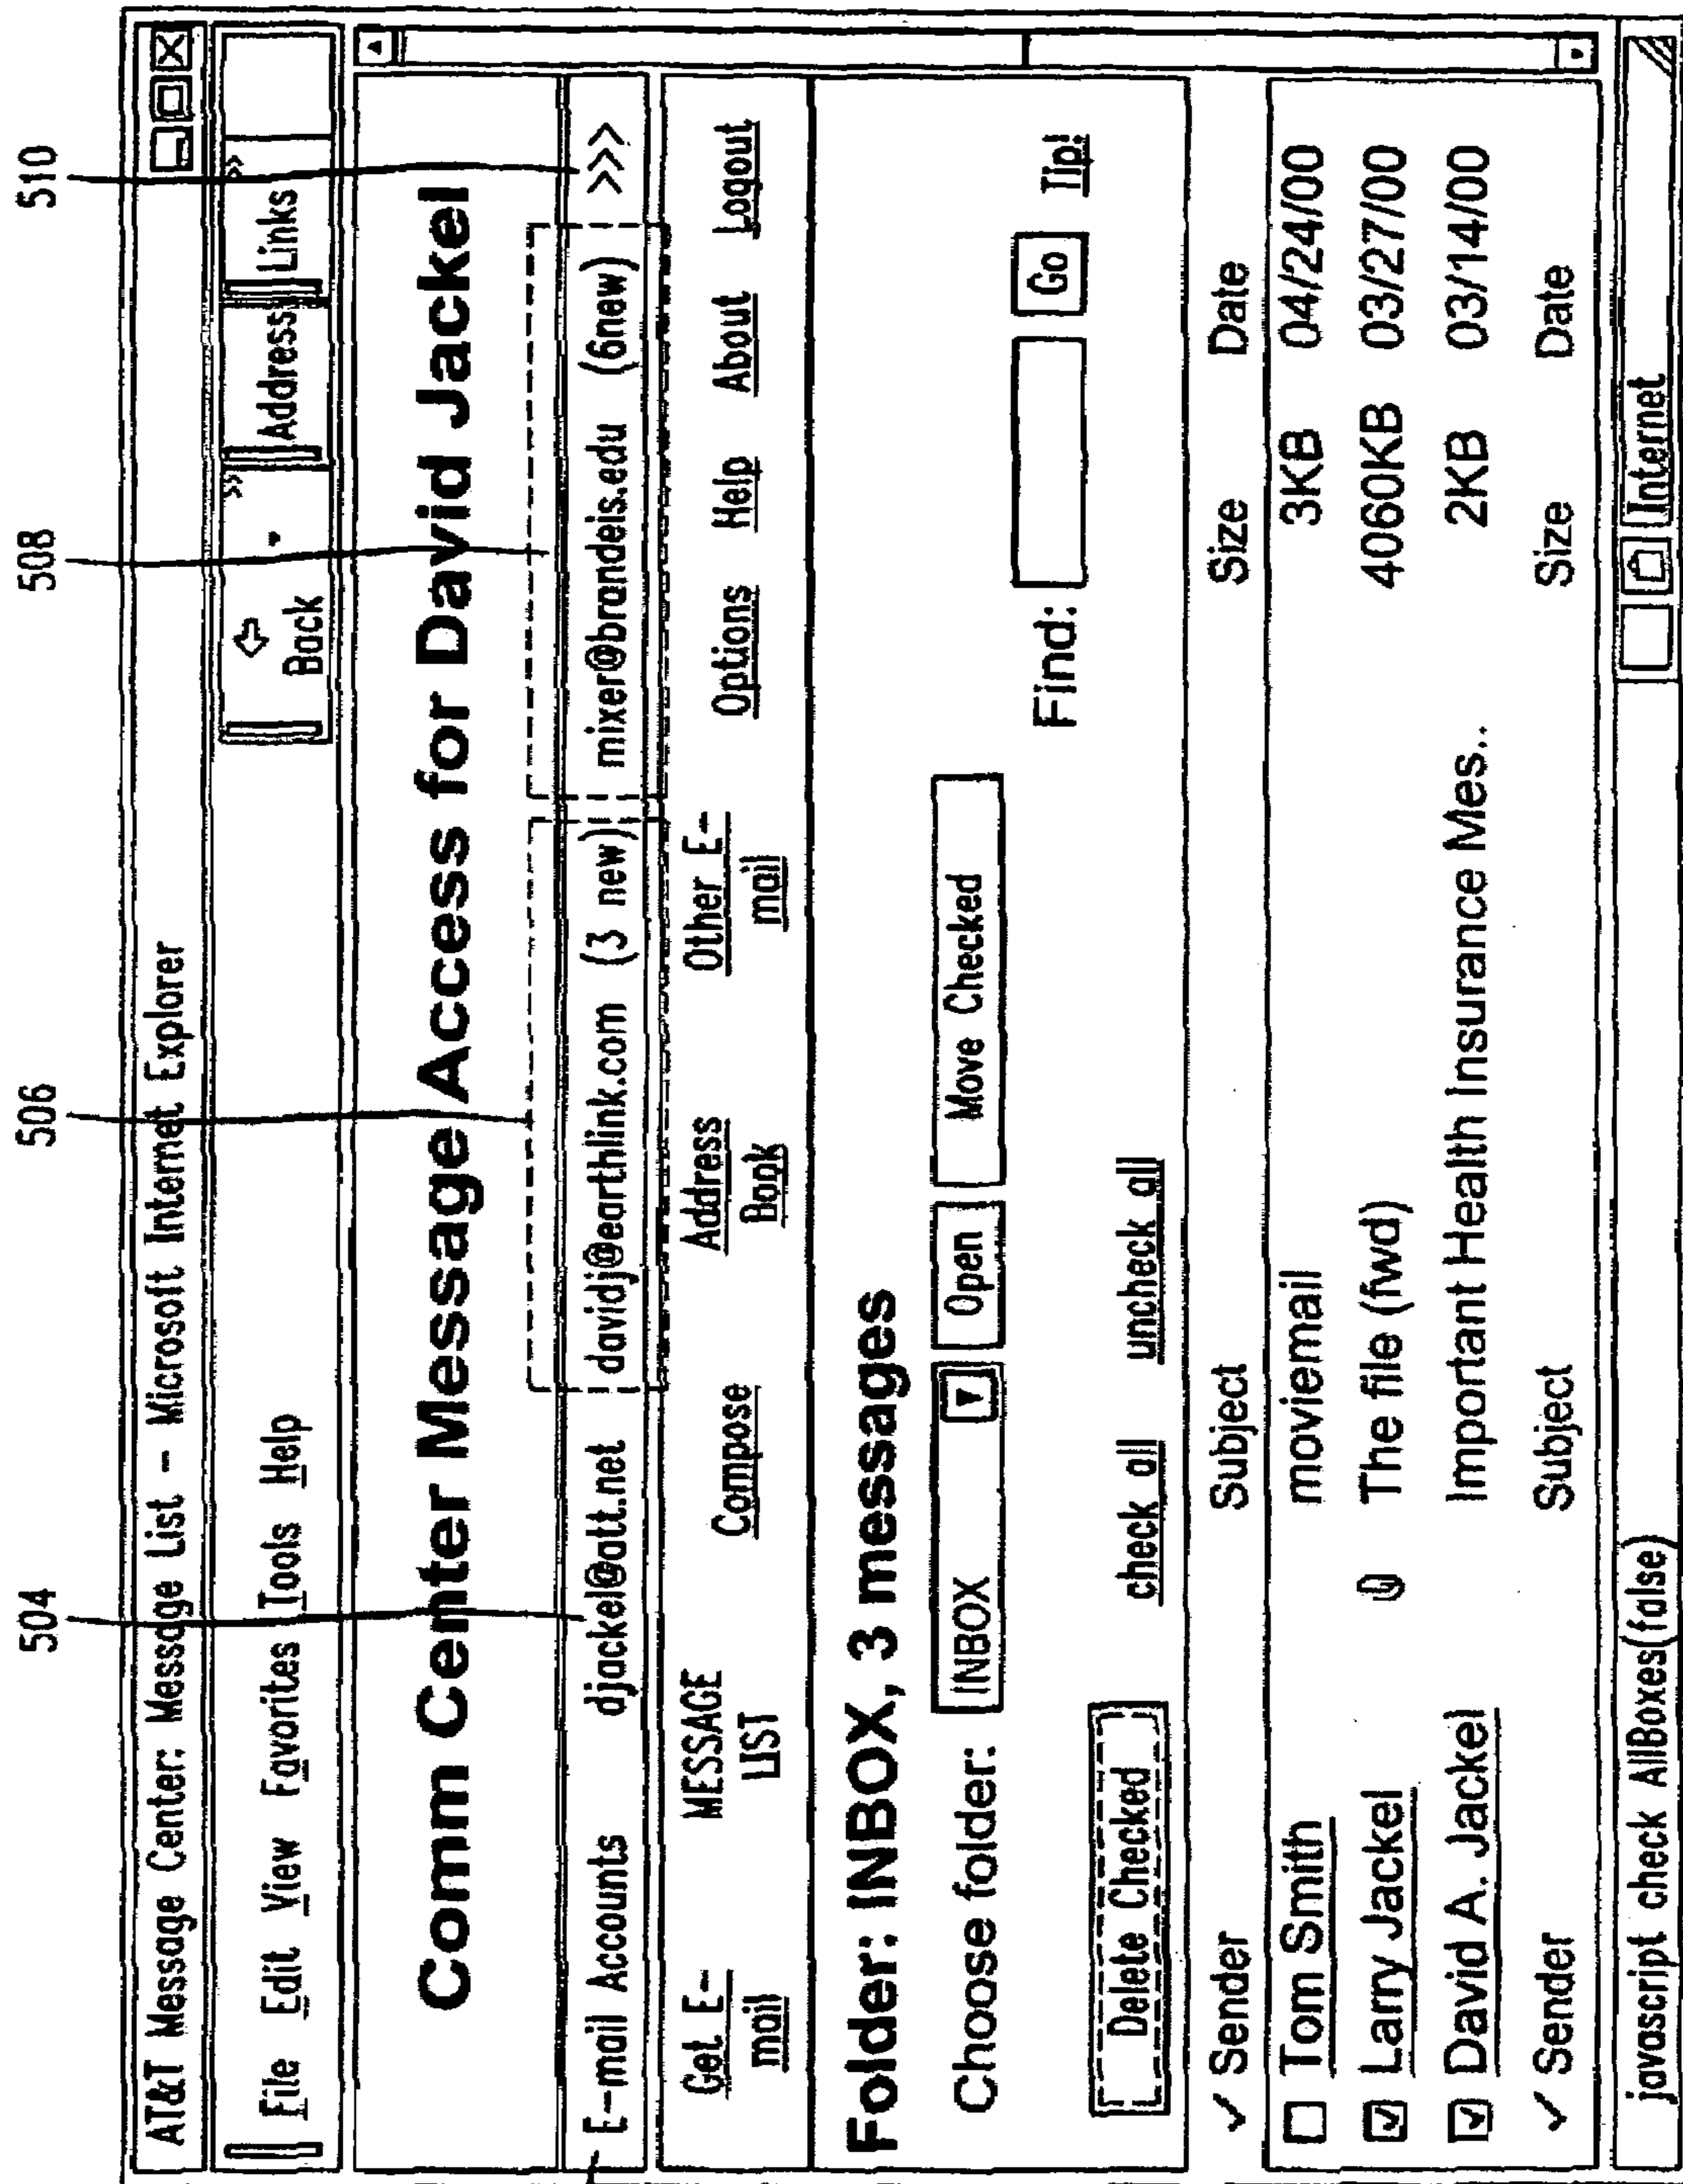 504 506 508 510
AT&T Message Center: Message List – Microsoft Internet Explorer
File Edit View Favorites Tools Help
Back
Address
Links
Comm Center Message Access for David Jackel
E-mail Accounts djackel@att.net davidj@earthlink.com (3 new) mixer@brandeis.edu (6new) >>>
Get E-mail
MESSAGE LIST
Compose
Address Book
Other E-mail
Options
Help
About
Logout
Folder: INBOX, 3 messages
Choose folder: INBOX Open Move Checked
Find: Go Tip!
Delete Checked check all uncheck all
✓ Sender Subject Size Date
Tom Smith moviemail 3KB 04/24/00
Larry Jackel The file (fwd) 4060KB 03/27/00
David A. Jackel Important Health Insurance Mes.. 2KB 03/14/00
✓ Sender Subject Size Date
javascript check AllBoxes(false) Internet